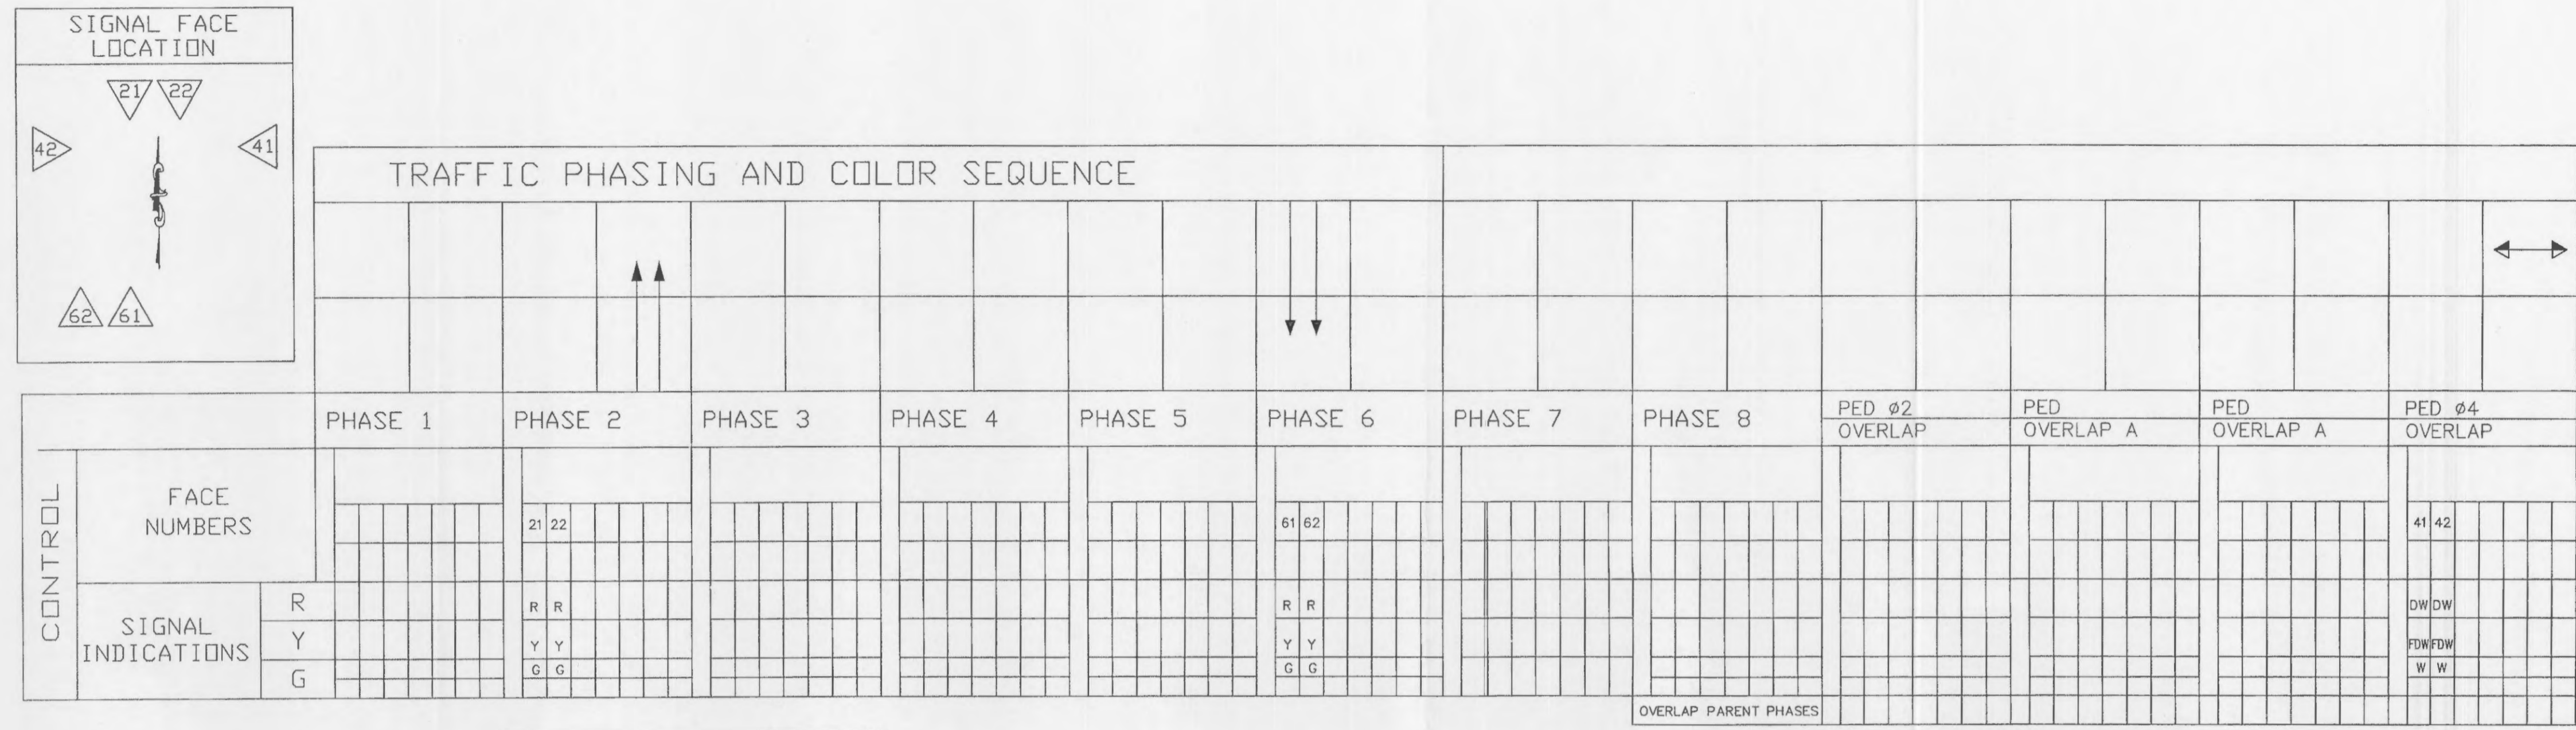 SIGNAL FACE
LOCATION
21 22
42 41
62 61
TRAFFIC PHASING AND COLOR SEQUENCE
PHASE 1 PHASE 2 PHASE 3 PHASE 4 PHASE 5 PHASE 6 PHASE 7 PHASE 8 PED ø2 PED PED PED ø4
OVERLAP OVERLAP A OVERLAP A OVERLAP
CONTROL
FACE
NUMBERS
21 22 61 62 41 42
SIGNAL
INDICATIONS
R R R R R DW DW
Y Y Y Y Y FDW FDW
G G G G G W W
OVERLAP PARENT PHASES